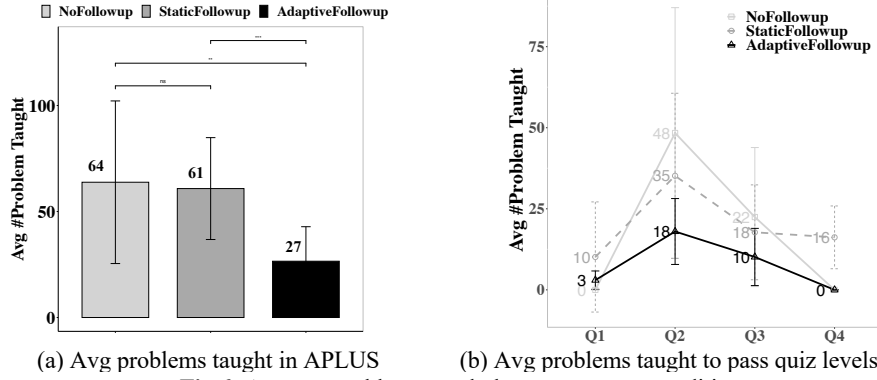 NoFollowup StaticFollowup AdaptiveFollowup
Avg #Problem Taught
100
50
0
64
61
27
ns
**
(a) Avg problems taught in APLUS
NoFollowup
StaticFollowup
AdaptiveFollowup
Avg #Problem Taught
75
50
25
0
48
35
18
22
18
10
10
3
0
16
0
Q1 Q2 Q3 Q4
(b) Avg problems taught to pass quiz levels